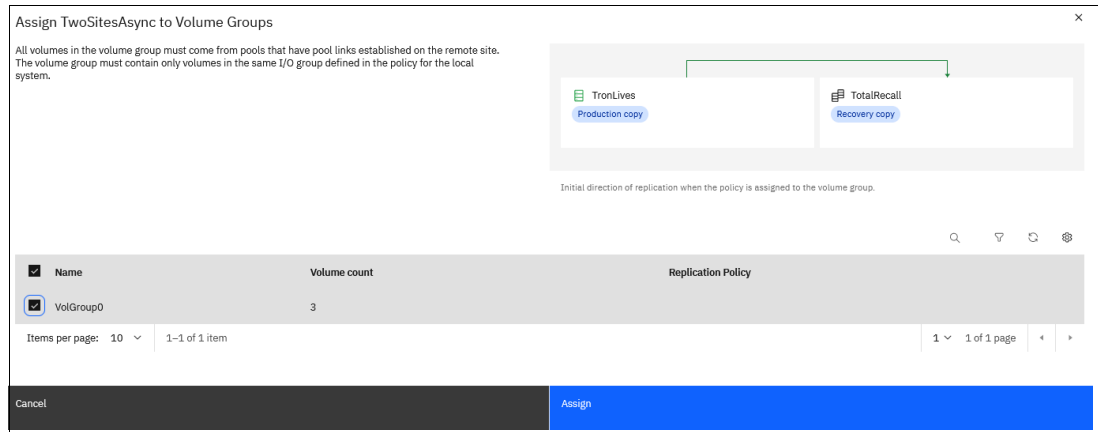 Assign TwoSitesAsync to Volume Groups
All volumes in the volume group must come from pools that have pool links established on the remote site.
The volume group must contain only volumes in the same I/O group defined in the policy for the local
system.
TronLives
Production copy
TotalRecall
Recovery copy
Initial direction of replication when the policy is assigned to the volume group.
Name Volume count Replication Policy
VolGroup0 3
Items per page: 10 1–1 of 1 item 1 1 of 1 page
Cancel Assign